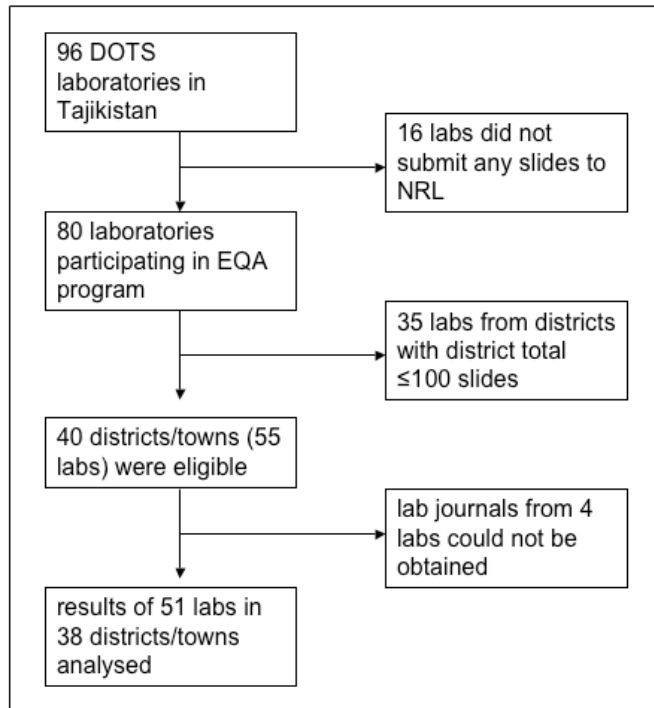 96 DOTS
laboratories in
Tajikistan
16 labs did not
submit any slides to
NRL
80 laboratories
participating in EQA
program
35 labs from districts
with district total
≤100 slides
40 districts/towns (55
labs) were eligible
lab journals from 4
labs could not be
obtained
results of 51 labs in
38 districts/towns
analysed